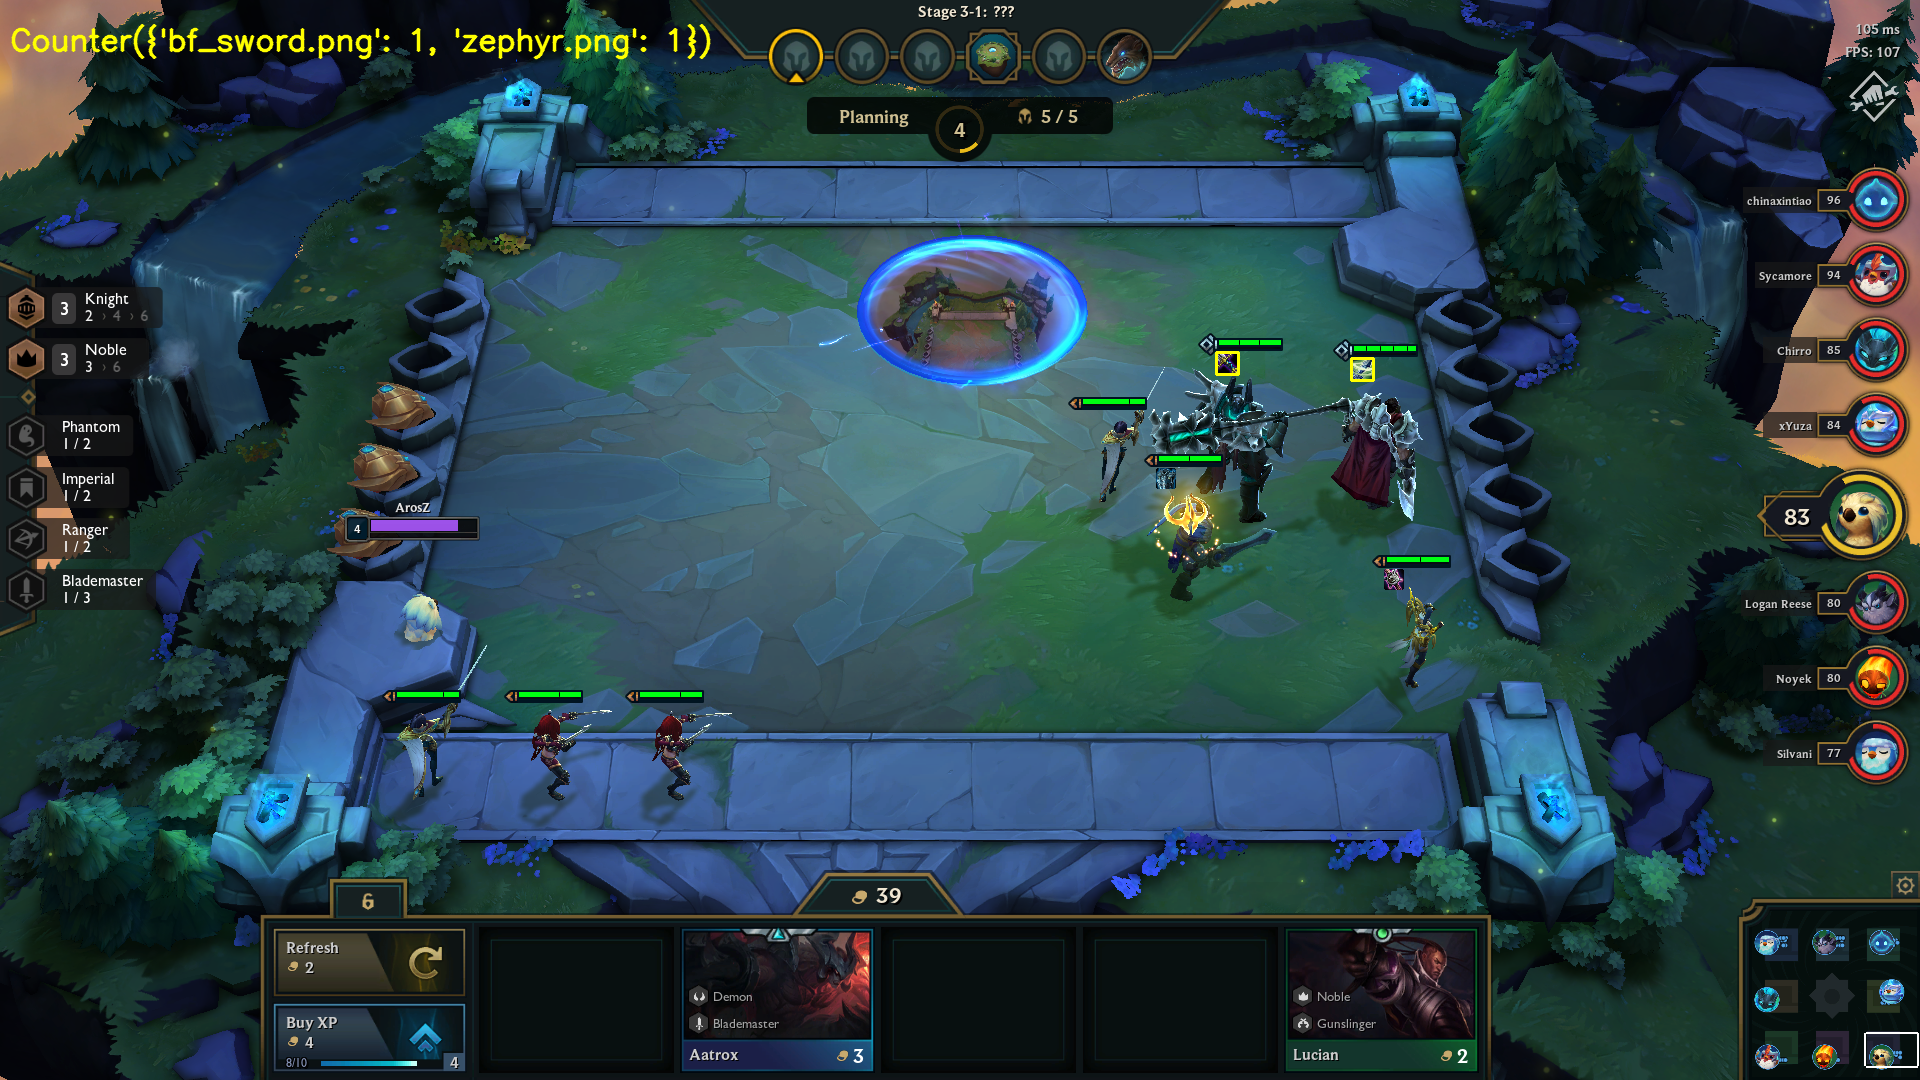 Stage 3-1: ???
Counter({'bf_sword.png': 1, 'zephyr.png': 1})
105 ms
FPS: 107
Planning
4
5 / 5
chinaxintiao 96
Sycamore 94
Chirro 85
xYuza 84
83
Logan Reese 80
Noyek 80
Silvani 77
3 Knight
2 › 4 › 6
3 Noble
3 › 6
Phantom
1 / 2
Imperial
1 / 2
Ranger
1 / 2
Blademaster
1 / 3
ArosZ
4
6
39
Refresh
2
Buy XP
4
8/10
4
Demon
Blademaster
Aatrox 3
Noble
Gunslinger
Lucian 2